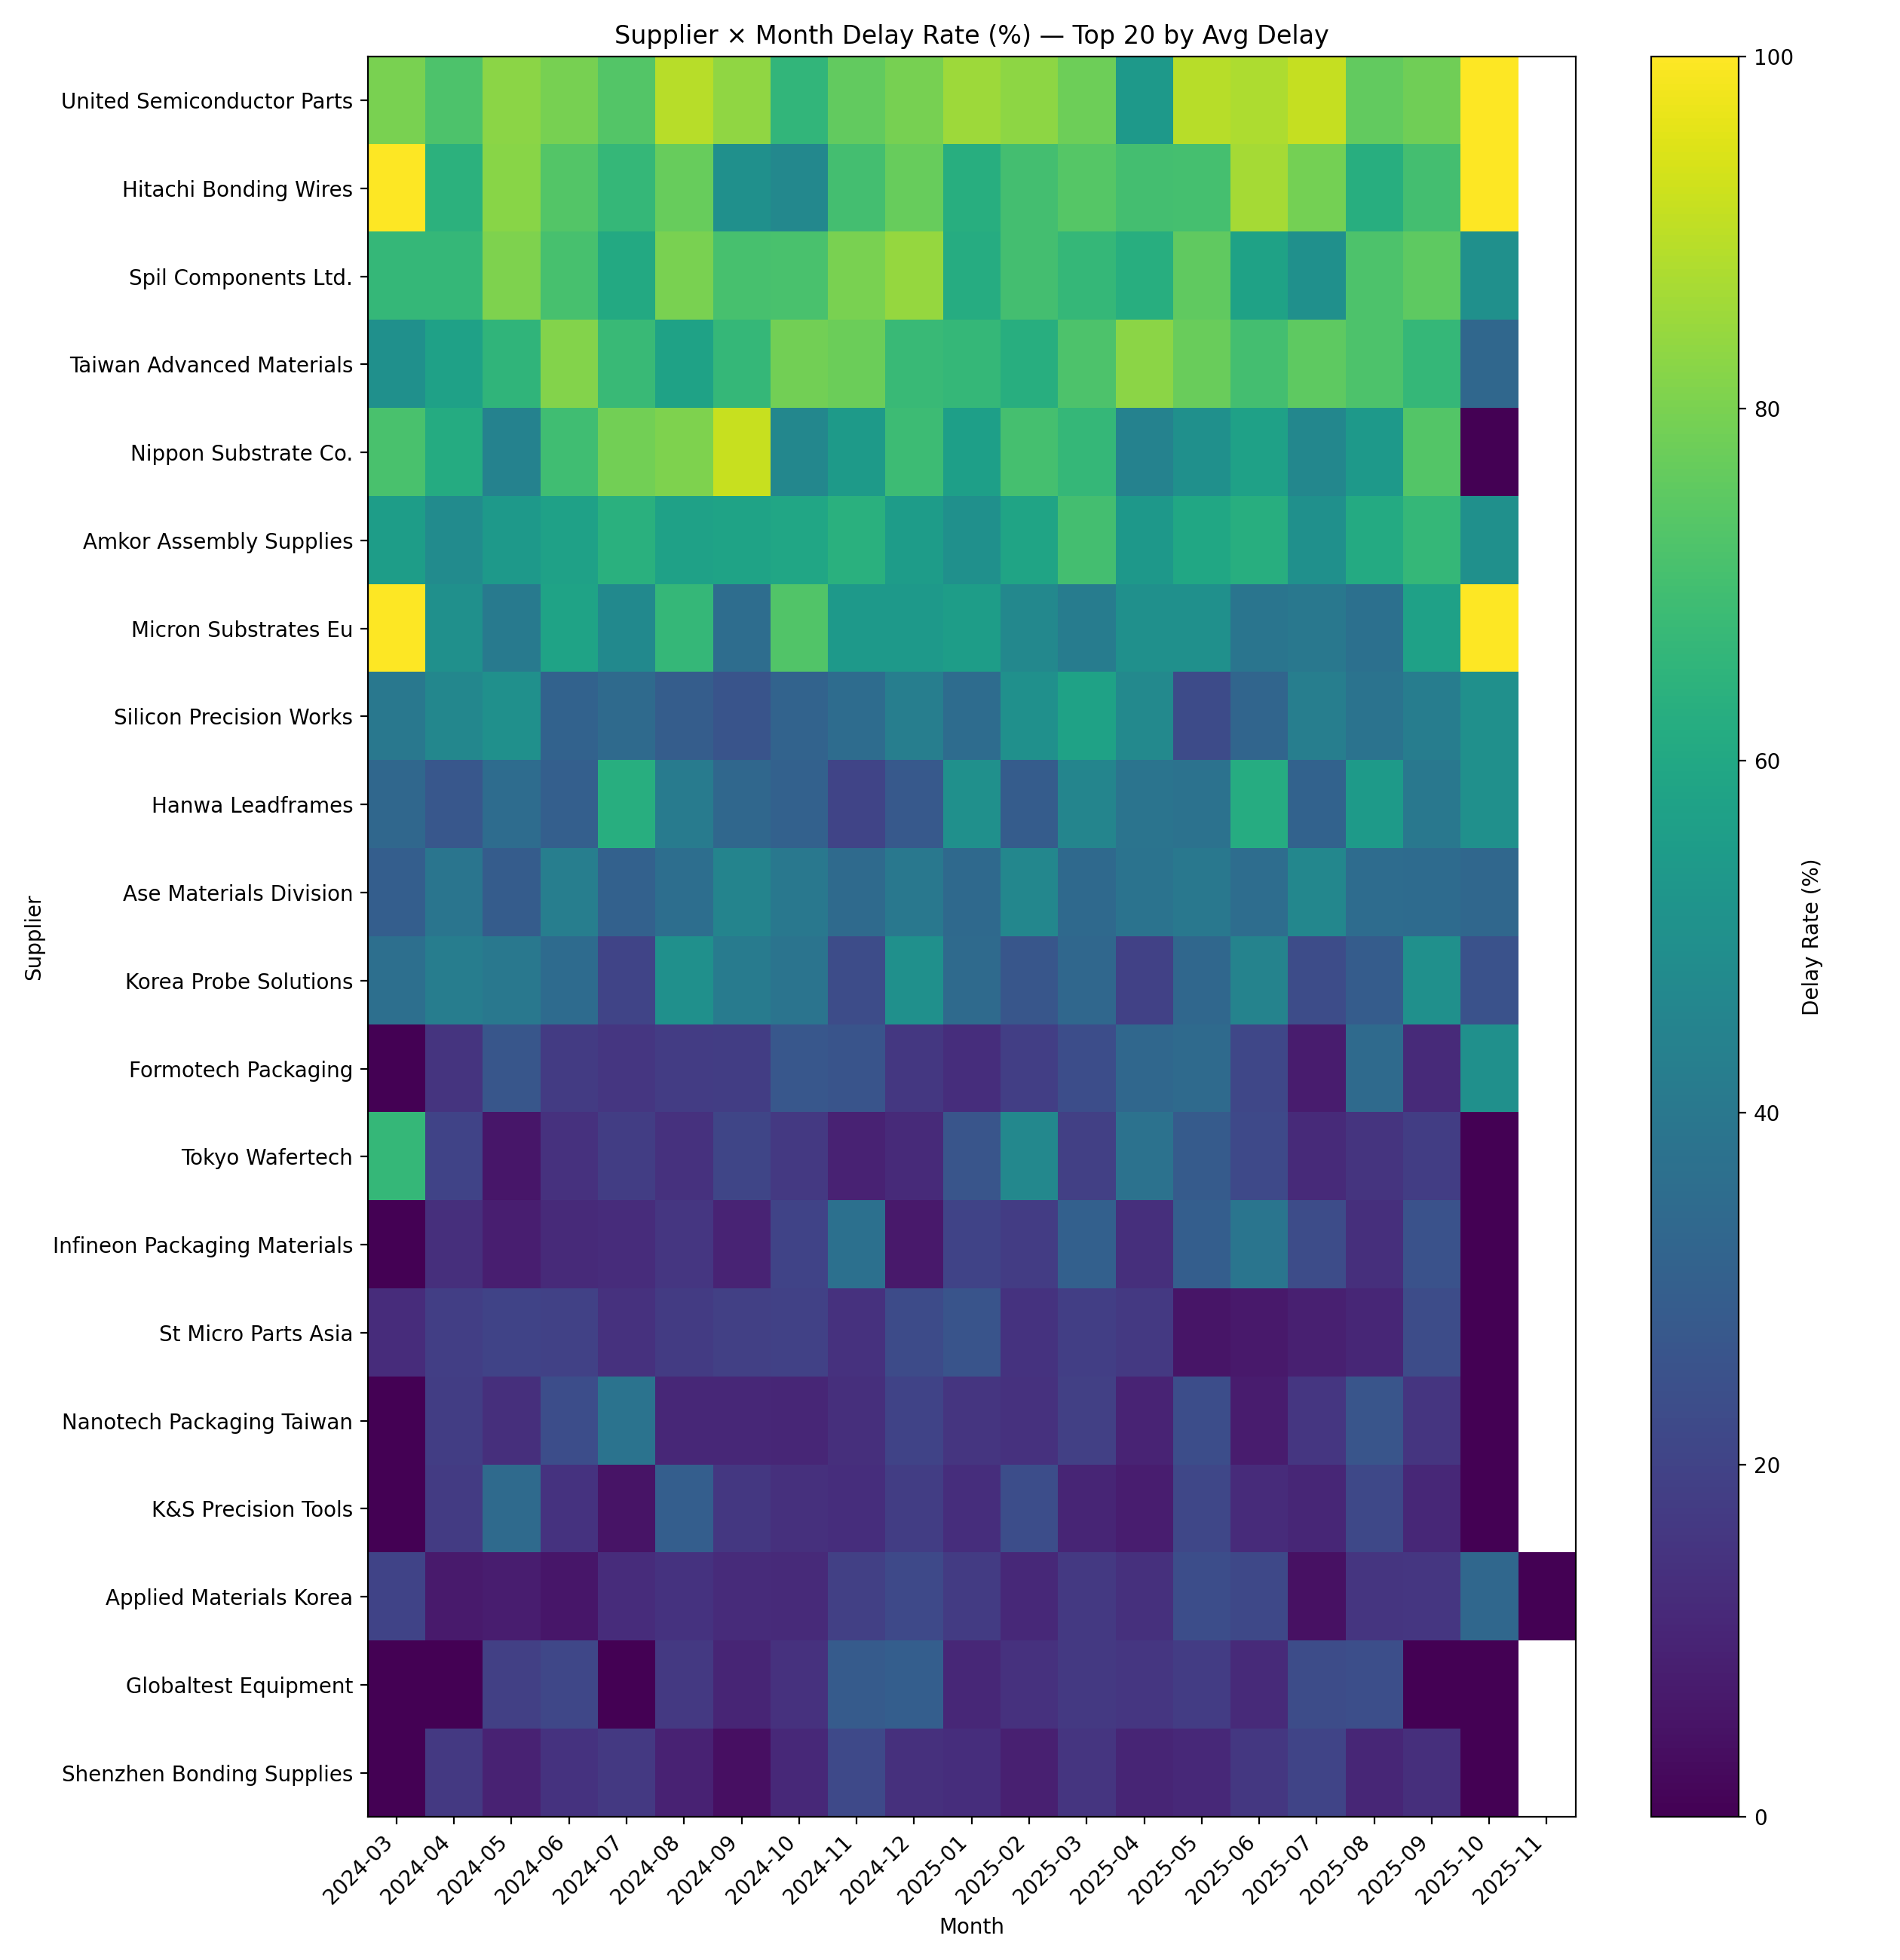 Supplier × Month Delay Rate (%) — Top 20 by Avg Delay
Supplier
United Semiconductor Parts
Hitachi Bonding Wires
Spil Components Ltd.
Taiwan Advanced Materials
Nippon Substrate Co.
Amkor Assembly Supplies
Micron Substrates Eu
Silicon Precision Works
Hanwa Leadframes
Ase Materials Division
Korea Probe Solutions
Formotech Packaging
Tokyo Wafertech
Infineon Packaging Materials
St Micro Parts Asia
Nanotech Packaging Taiwan
K&S Precision Tools
Applied Materials Korea
Globaltest Equipment
Shenzhen Bonding Supplies
2024-03
2024-04
2024-05
2024-06
2024-07
2024-08
2024-09
2024-10
2024-11
2024-12
2025-01
2025-02
2025-03
2025-04
2025-05
2025-06
2025-07
2025-08
2025-09
2025-10
2025-11
Month
100
80
60
40
20
0
Delay Rate (%)